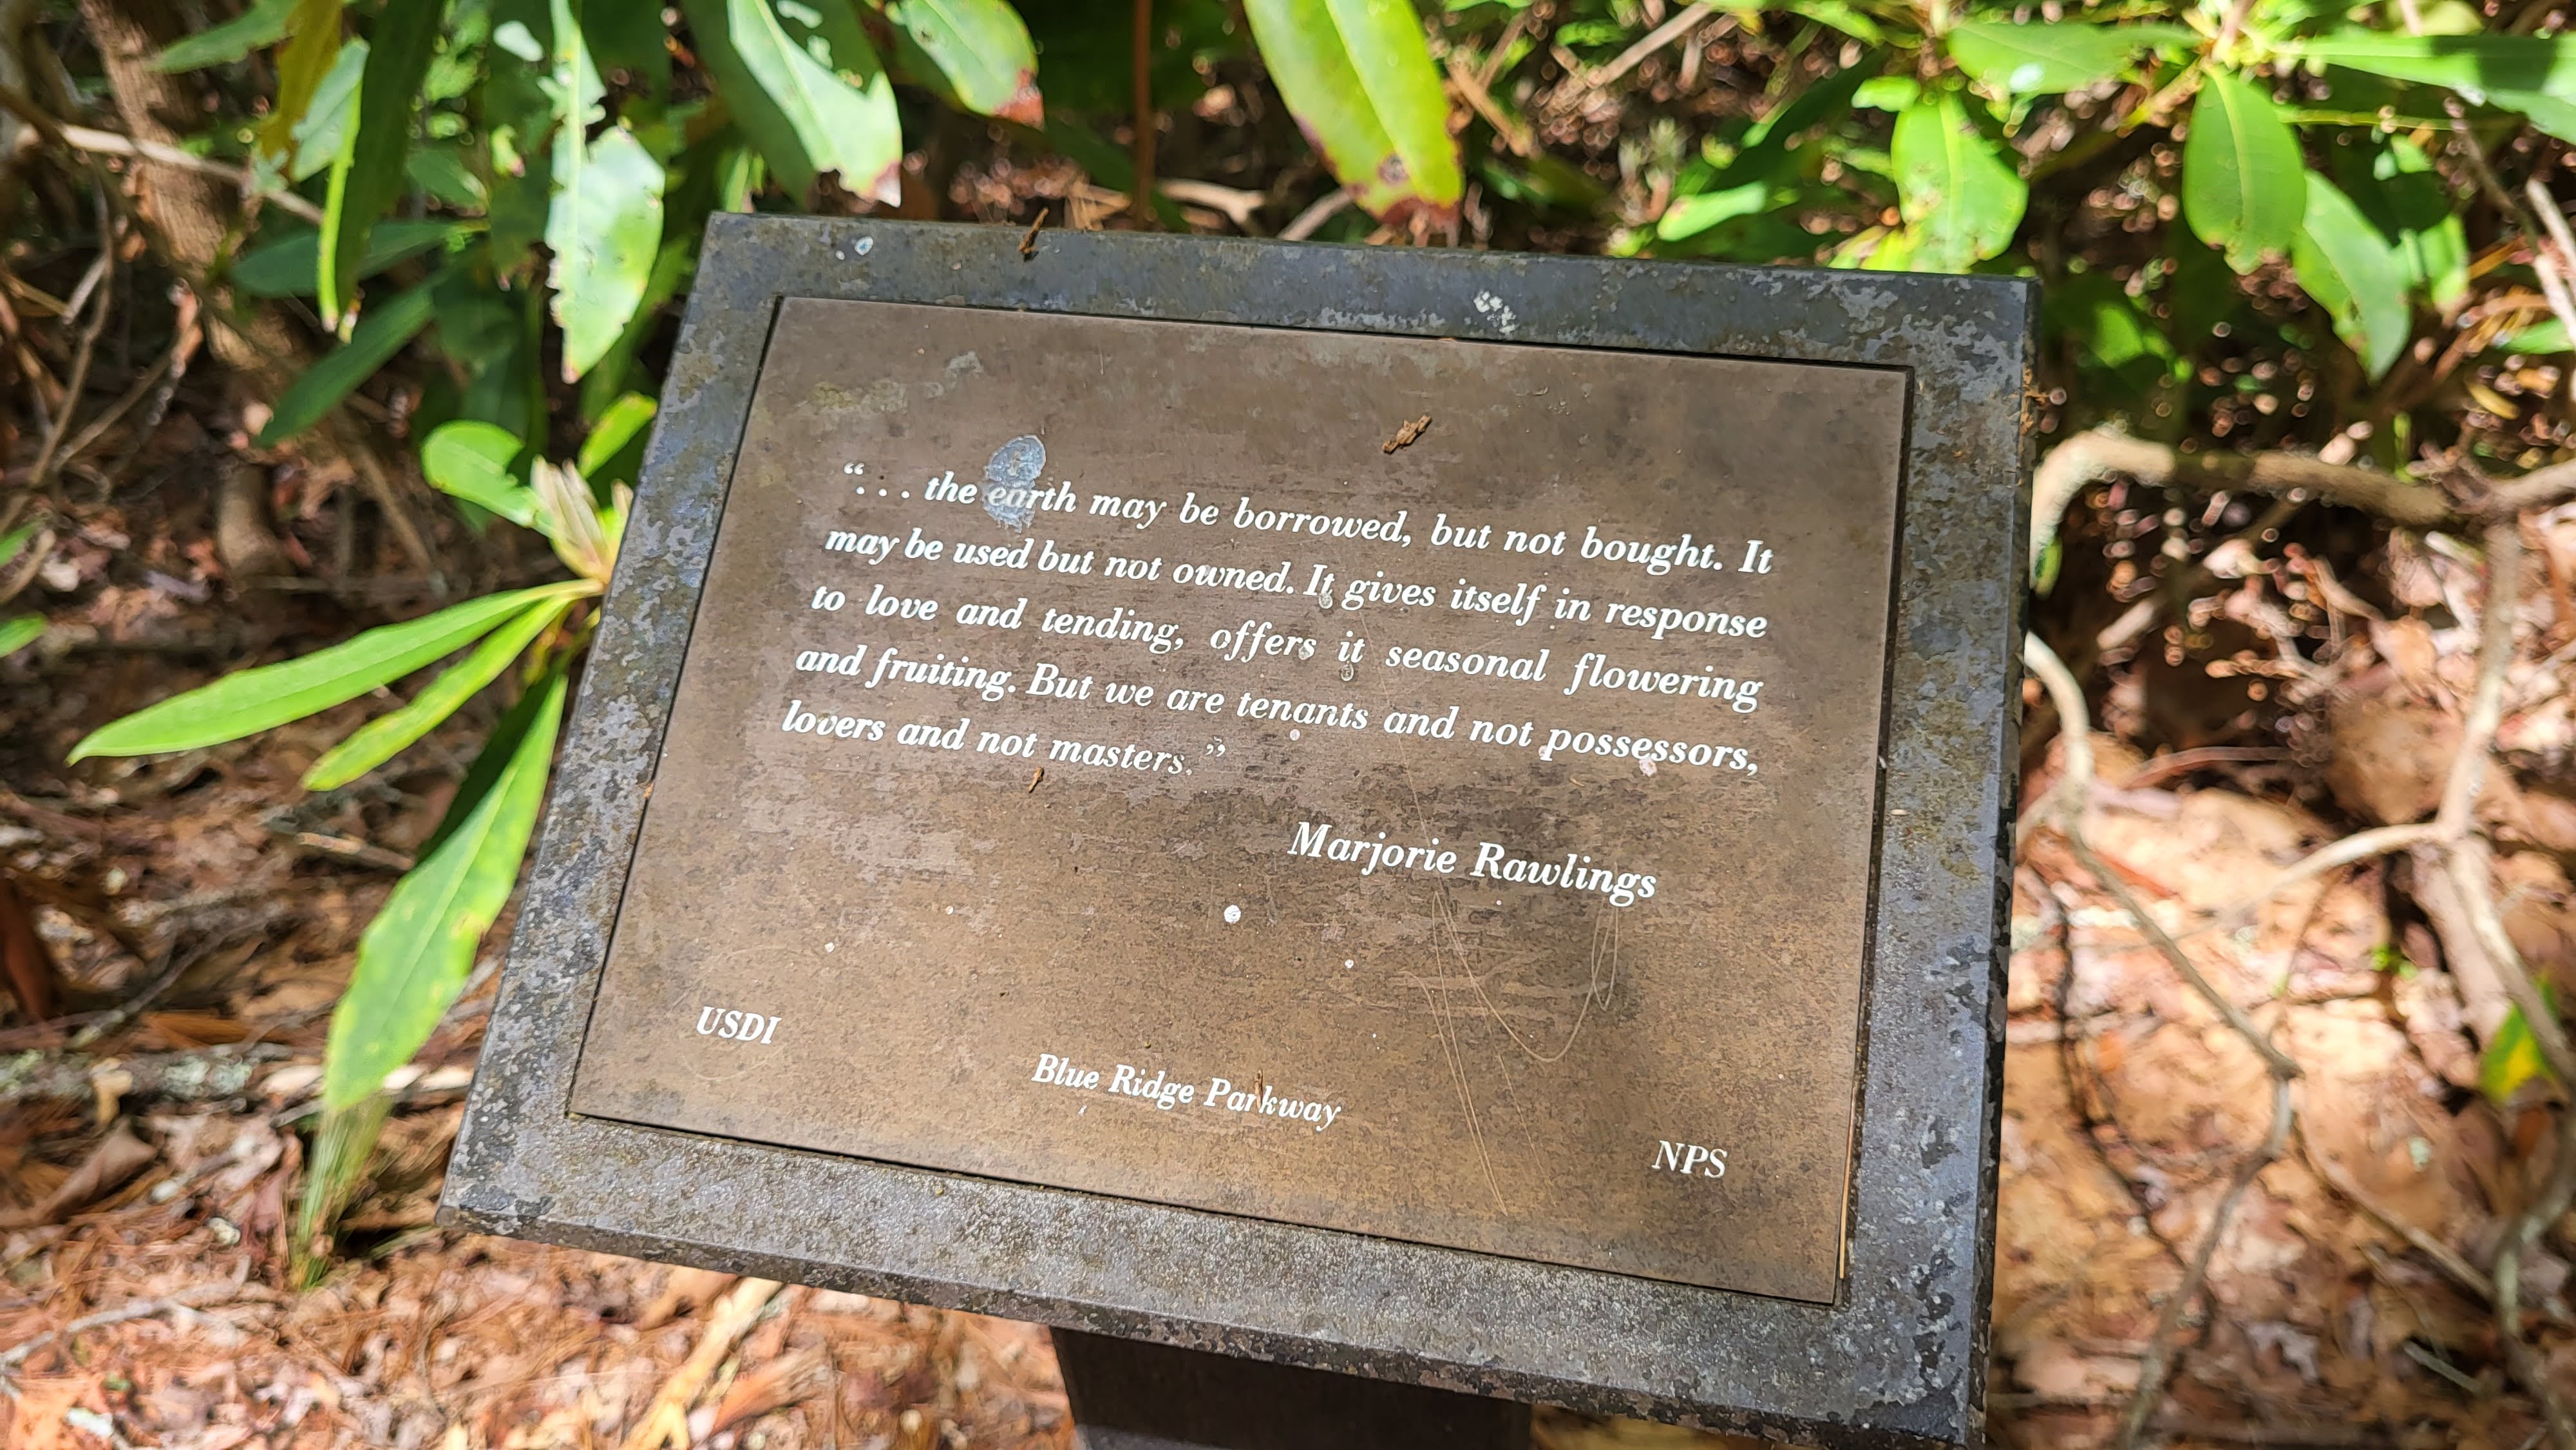 “. . . the earth may be borrowed, but not bought. It
may be used but not owned. It gives itself in response
to love and tending, offers it seasonal flowering
and fruiting. But we are tenants and not possessors,
lovers and not masters.”
Marjorie Rawlings
USDI
Blue Ridge Parkway
NPS